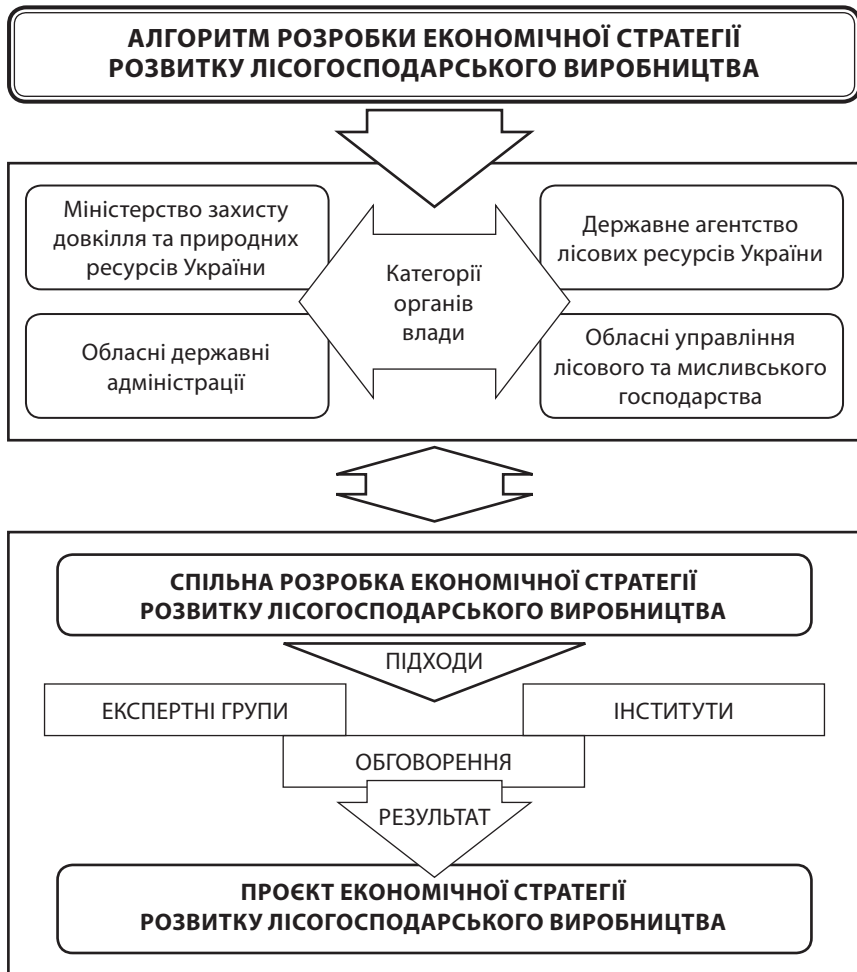 АЛГОРИТМ РОЗРОБКИ ЕКОНОМІЧНОЇ СТРАТЕГІЇ
РОЗВИТКУ ЛІСОГОСПОДАРСЬКОГО ВИРОБНИЦТВА
Міністерство захисту
довкілля та природних
ресурсів України
Державне агентство
лісових ресурсів України
Категорії
органів
влади
Обласні державні
адміністрації
Обласні управління
лісового та мисливського
господарства
СПІЛЬНА РОЗРОБКА ЕКОНОМІЧНОЇ СТРАТЕГІЇ
РОЗВИТКУ ЛІСОГОСПОДАРСЬКОГО ВИРОБНИЦТВА
ПІДХОДИ
ЕКСПЕРТНІ ГРУПИ
ІНСТИТУТИ
ОБГОВОРЕННЯ
РЕЗУЛЬТАТ
ПРОЄКТ ЕКОНОМІЧНОЇ СТРАТЕГІЇ
РОЗВИТКУ ЛІСОГОСПОДАРСЬКОГО ВИРОБНИЦТВА